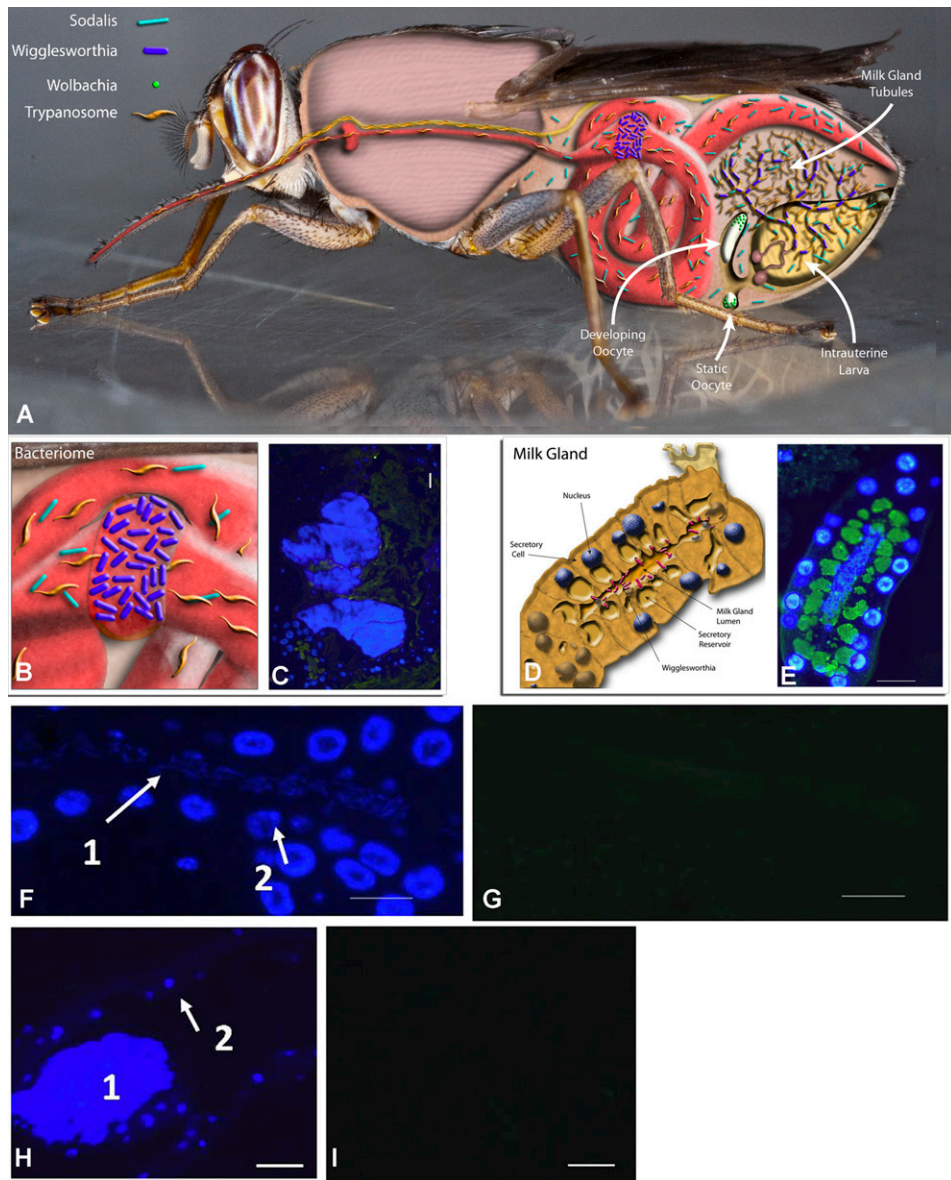 Sodalis
Wigglesworthia
Wolbachia
Trypanosome
Milk Gland
Tubules
Developing
Oocyte
Static
Oocyte
Intrauterine
Larva
A
Bacteriome
B
C
Milk Gland
Nucleus
Secretory
Cell
Milk Gland
Lumen
Secretory
Reservoir
Wigglesworthia
D
E
1
2
F
G
1
2
H
I